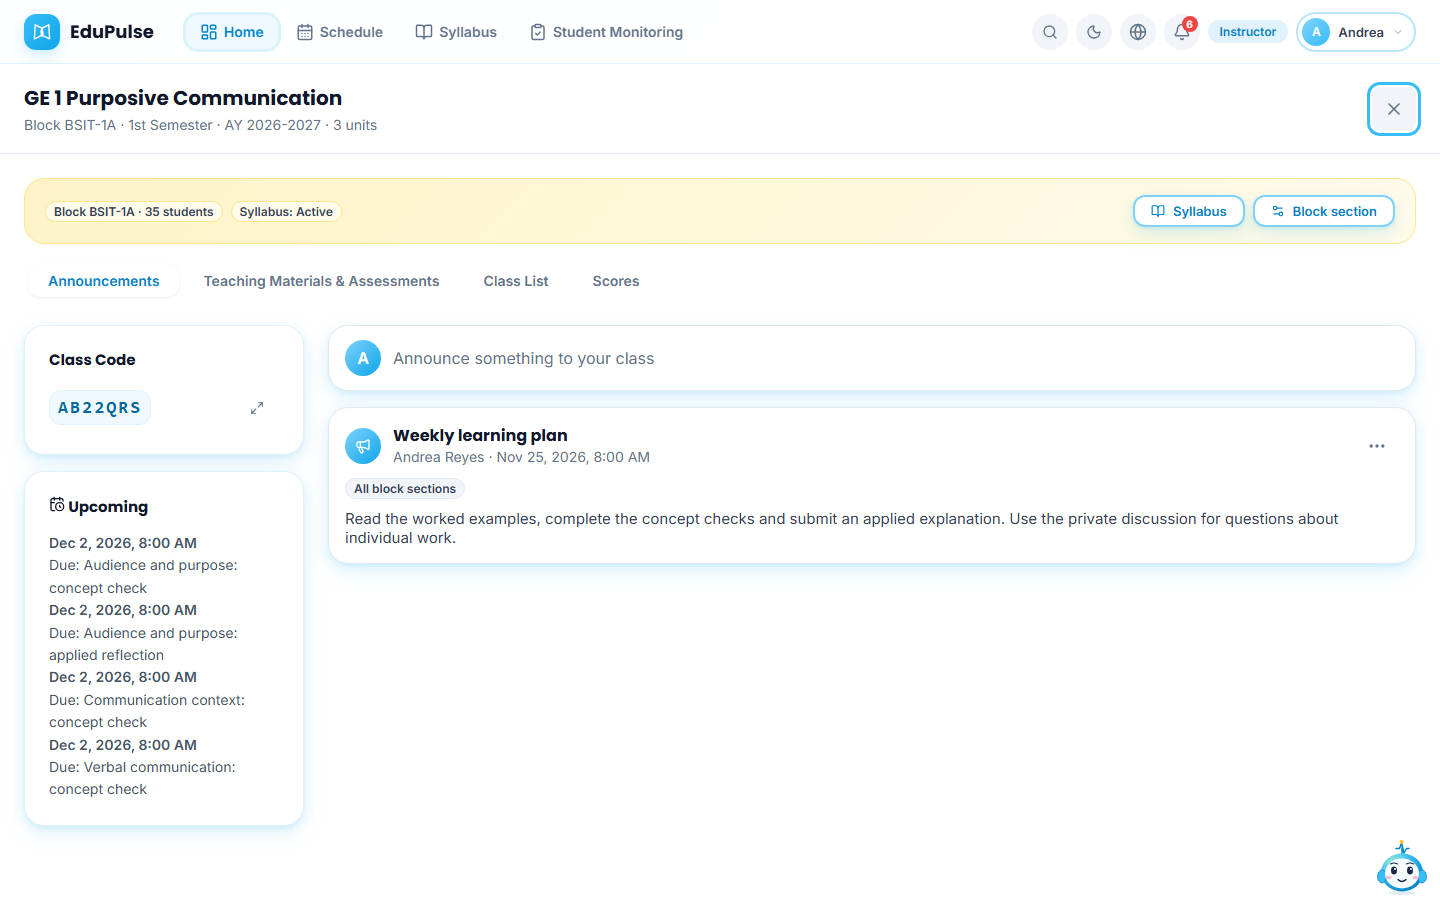 EduPulse
Home
Schedule
Syllabus
Student Monitoring
6
Instructor
A
Andrea
GE 1 Purposive Communication
Block BSIT-1A · 1st Semester · AY 2026-2027 · 3 units
Block BSIT-1A · 35 students
Syllabus: Active
Syllabus
Block section
Announcements
Teaching Materials & Assessments
Class List
Scores
Class Code
AB22QRS
Upcoming
Dec 2, 2026, 8:00 AM
Due: Audience and purpose:
concept check
Dec 2, 2026, 8:00 AM
Due: Audience and purpose:
applied reflection
Dec 2, 2026, 8:00 AM
Due: Communication context:
concept check
Dec 2, 2026, 8:00 AM
Due: Verbal communication:
concept check
A
Announce something to your class
Weekly learning plan
Andrea Reyes · Nov 25, 2026, 8:00 AM
All block sections
Read the worked examples, complete the concept checks and submit an applied explanation. Use the private discussion for questions about
individual work.